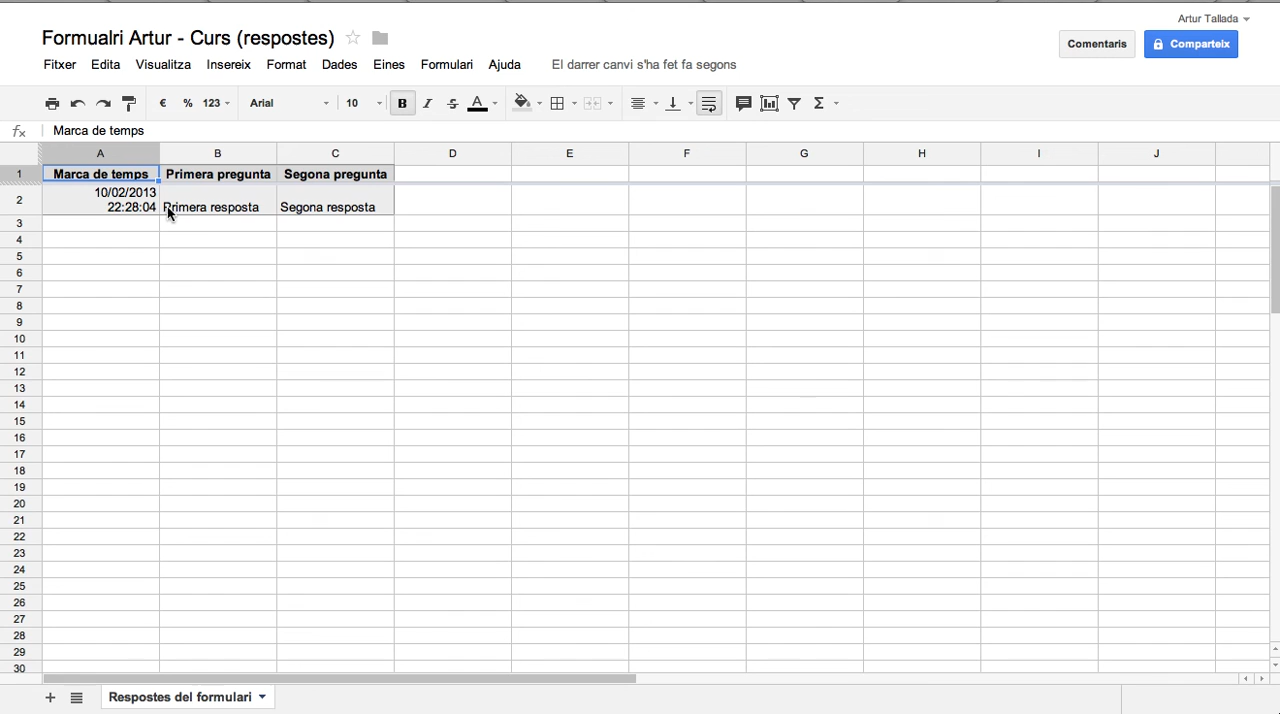 Artur Tallada
Formualri Artur - Curs (respostes)
Comentaris
Comparteix
Fitxer Edita Visualitza Insereix Format Dades Eines Formulari Ajuda El darrer canvi s'ha fet fa segons
€ % 123 Arial 10 B I S A Σ
fx Marca de temps
A B C D E F G H I J
1 Marca de temps Primera pregunta Segona pregunta
2 10/02/2013 22:28:04 Primera resposta Segona resposta
3
4
5
6
7
8
9
10
11
12
13
14
15
16
17
18
19
20
21
22
23
24
25
26
27
28
29
30
+ Respostes del formulari